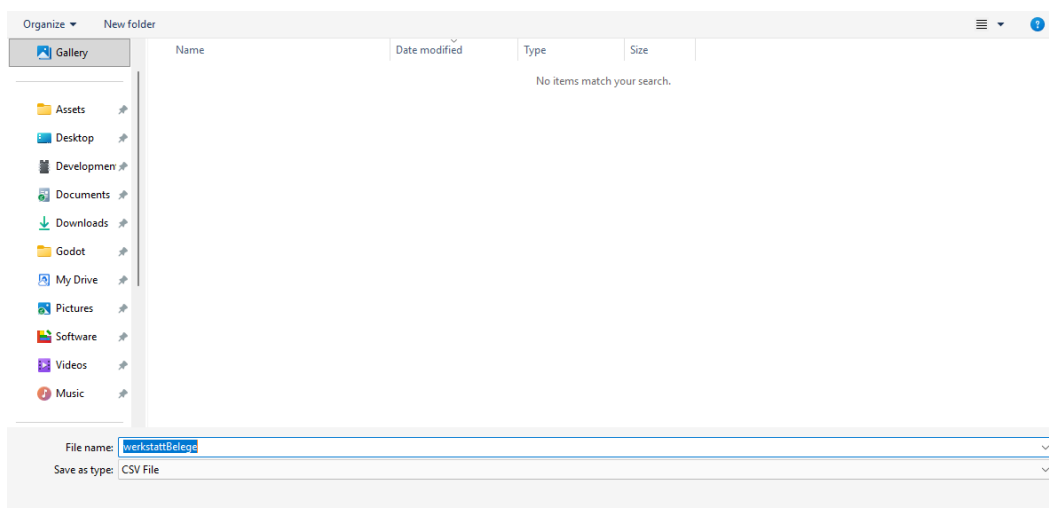 Organize New folder
Gallery
Name Date modified Type Size
No items match your search.
Assets
Desktop
Developmen
Documents
Downloads
Godot
My Drive
Pictures
Software
Videos
Music
File name: werkstattBelege
Save as type: CSV File